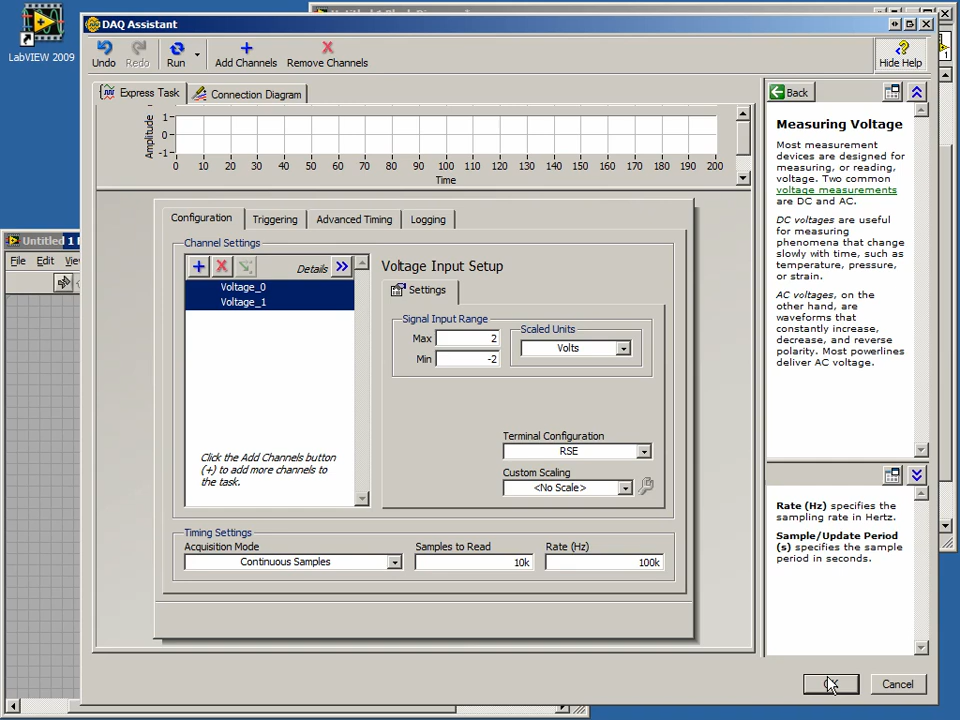 LabVIEW 2009
DAQ Assistant
Undo
Redo
Run
Add Channels
Remove Channels
Hide Help
Express Task
Connection Diagram
Amplitude
1
0
-1
0 10 20 30 40 50 60 70 80 90 100 110 120 130 140 150 160 170 180 190 200
Time
Configuration
Triggering
Advanced Timing
Logging
Channel Settings
Details
Voltage_0
Voltage_1
Click the Add Channels button
(+) to add more channels to
the task.
Voltage Input Setup
Settings
Signal Input Range
Max 2
Min -2
Scaled Units
Volts
Terminal Configuration
RSE
Custom Scaling
<No Scale>
Timing Settings
Acquisition Mode
Continuous Samples
Samples to Read
10k
Rate (Hz)
100k
Back
Measuring Voltage
Most measurement
devices are designed for
measuring, or reading,
voltage. Two common
voltage measurements
are DC and AC.
DC voltages are useful
for measuring
phenomena that change
slowly with time, such as
temperature, pressure,
or strain.
AC voltages, on the
other hand, are
waveforms that
constantly increase,
decrease, and reverse
polarity. Most powerlines
deliver AC voltage.
Rate (Hz) specifies the
sampling rate in Hertz.
Sample/Update Period
(s) specifies the sample
period in seconds.
Cancel
Untitled 1
File Edit
1